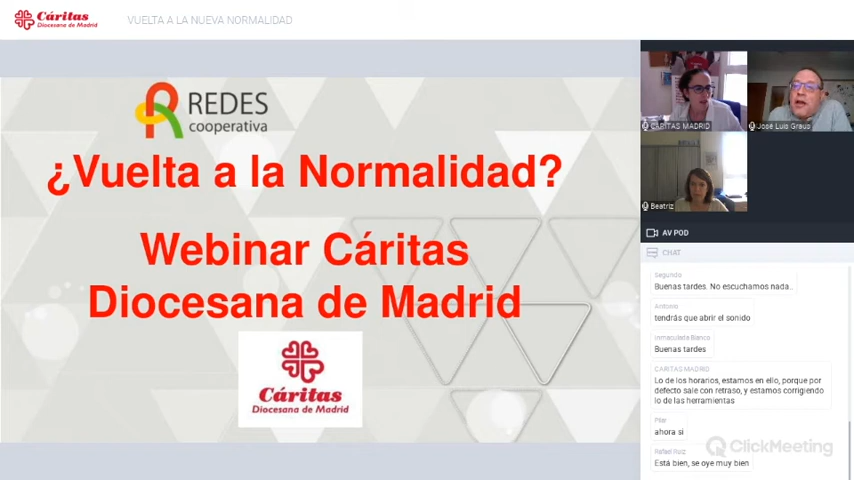 Cáritas
Diocesana de Madrid
VUELTA A LA NUEVA NORMALIDAD
REDES
cooperativa
¿Vuelta a la Normalidad?
Webinar Cáritas
Diocesana de Madrid
Cáritas
Diocesana de Madrid
CARITAS MADRID
José Luis Graus
Beatriz
AV POD
CHAT
Segundo
Buenas tardes. No escuchamos nada..
Antonio
tendrás que abrir el sonido
Inmaculada Blanco
Buenas tardes
CARITAS MADRID
Lo de los horarios, estamos en ello, porque por
defecto sale con retraso, y estamos corrigiendo
lo de las herramientas
Pilar
ahora si
Rafael Ruiz
Está bien, se oye muy bien
ClickMeeting